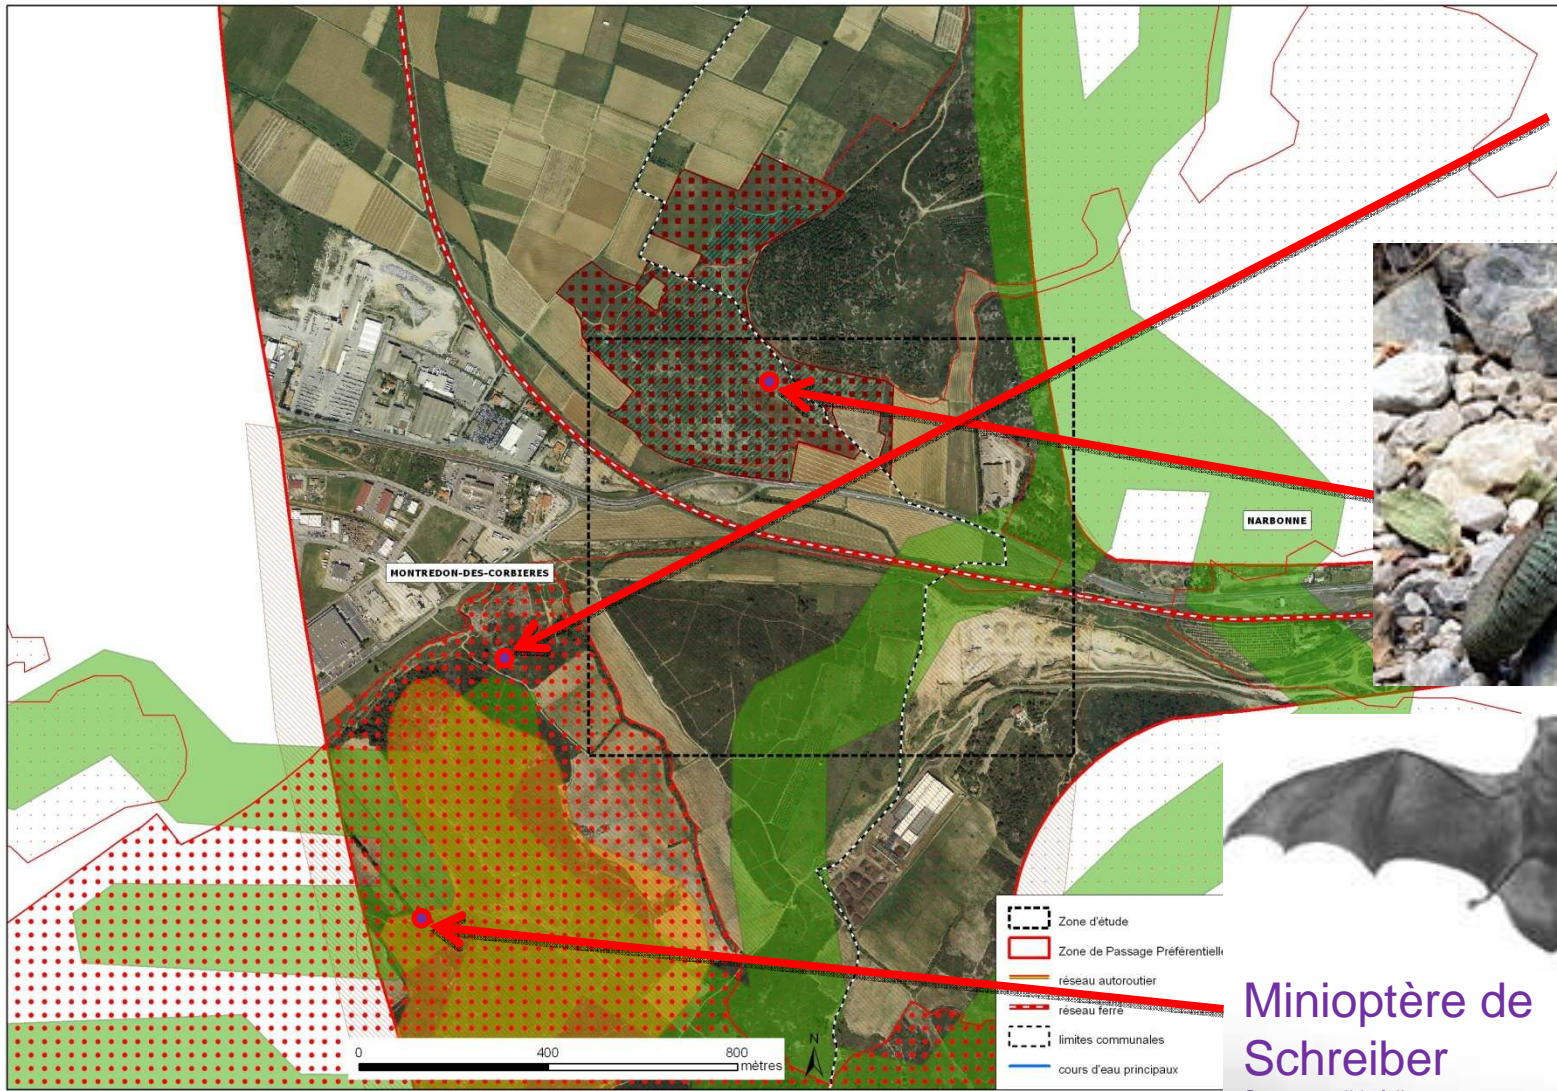 NARBONNE
MONTREDON-DES-CORBIERES
Zone d'étude
Zone de Passage Préférentielle
réseau autoroutier
réseau ferré
limites communales
cours d'eau principaux
N
0 400 800
mètres
Minioptère de
Schreiber